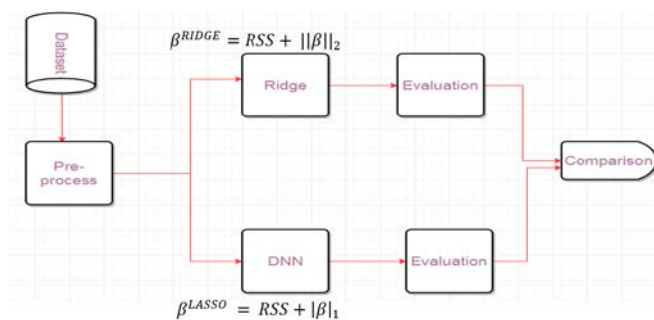 Dataset
β^RIDGE = RSS + ||β||₂
Ridge
Evaluation
Pre-
process
Comparison
DNN
Evaluation
β^LASSO = RSS + |β|₁